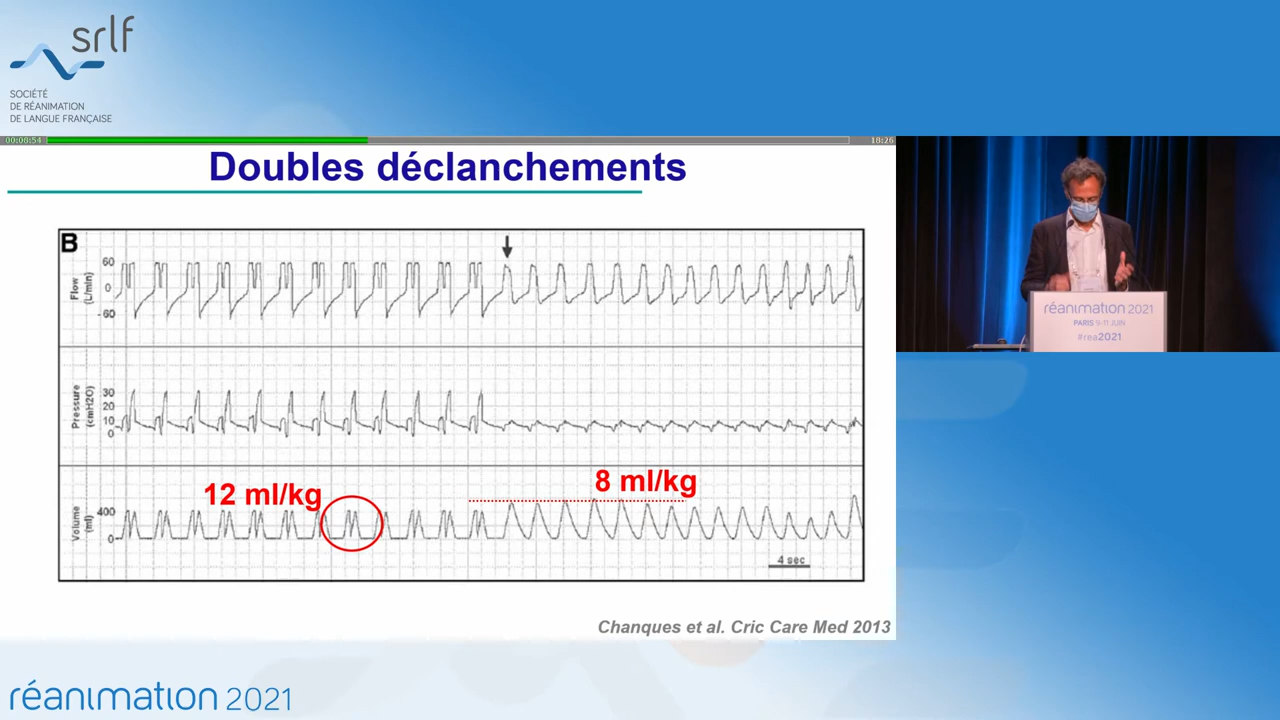 srlf
SOCIÉTÉ
DE RÉANIMATION
DE LANGUE FRANÇAISE
00:08:54
18:26
Doubles déclanchements
B
60
0
- 60
Flow
(L/min)
30
20
10
0
Pressure
(cmH2O)
12 ml/kg
8 ml/kg
400
0
Volume
(ml)
4 sec
Chanques et al. Cric Care Med 2013
réanimation 2021
PARIS 9-11 JUIN
#rea2021
réanimation 2021